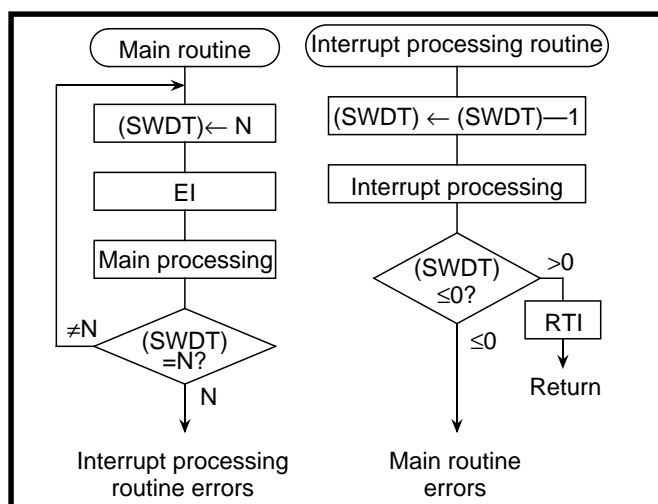 Main routine
(SWDT)← N
EI
Main processing
≠N
(SWDT)
=N?
N
Interrupt processing
routine errors
Interrupt processing routine
(SWDT) ← (SWDT)—1
Interrupt processing
(SWDT)
≤0?
>0
≤0
RTI
Return
Main routine
errors